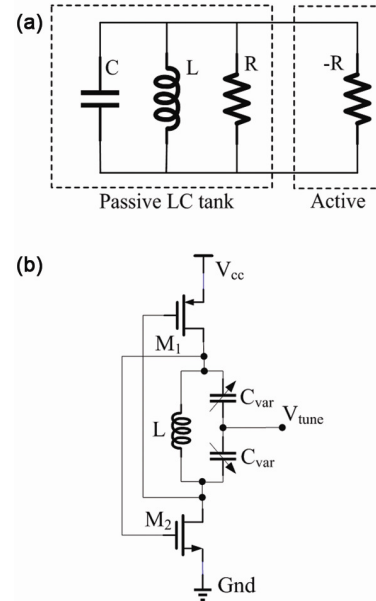 (a)
C
L
R
-R
Passive LC tank
Active
(b)
Vcc
M1
Cvar
L
Vtune
Cvar
M2
Gnd